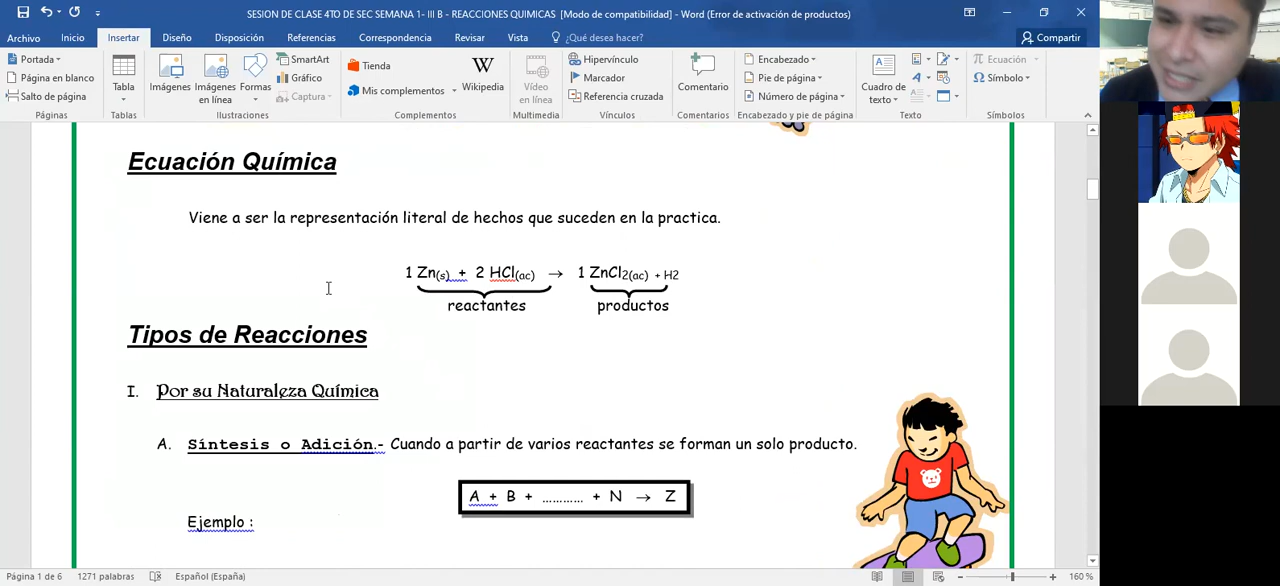 SESION DE CLASE 4TO DE SEC SEMANA 1- III B - REACCIONES QUIMICAS [Modo de compatibilidad] - Word (Error de activación de productos)
Archivo Inicio Insertar Diseño Disposición Referencias Correspondencia Revisar Vista ¿Qué desea hacer? Compartir
Portada
Página en blanco
Salto de página
Páginas
Tabla
Tablas
Imágenes
Imágenes en línea
Formas
SmartArt
Gráfico
Captura
Ilustraciones
Tienda
Mis complementos
W
Wikipedia
Complementos
Vídeo en línea
Multimedia
Hipervínculo
Marcador
Referencia cruzada
Vínculos
Comentario
Comentarios
Encabezado
Pie de página
Número de página
Encabezado y pie de página
Cuadro de texto
Texto
Ecuación
Símbolo
Símbolos
Ecuación Química
Viene a ser la representación literal de hechos que suceden en la practica.
1 Zn(s) + 2 HCl(ac) → 1 ZnCl2(ac) + H2
reactantes productos
Tipos de Reacciones
I. Por su Naturaleza Química
A. Síntesis o Adición.- Cuando a partir de varios reactantes se forman un solo producto.
A + B + ………… + N → Z
Ejemplo :
Página 1 de 6 1271 palabras Español (España) 160 %